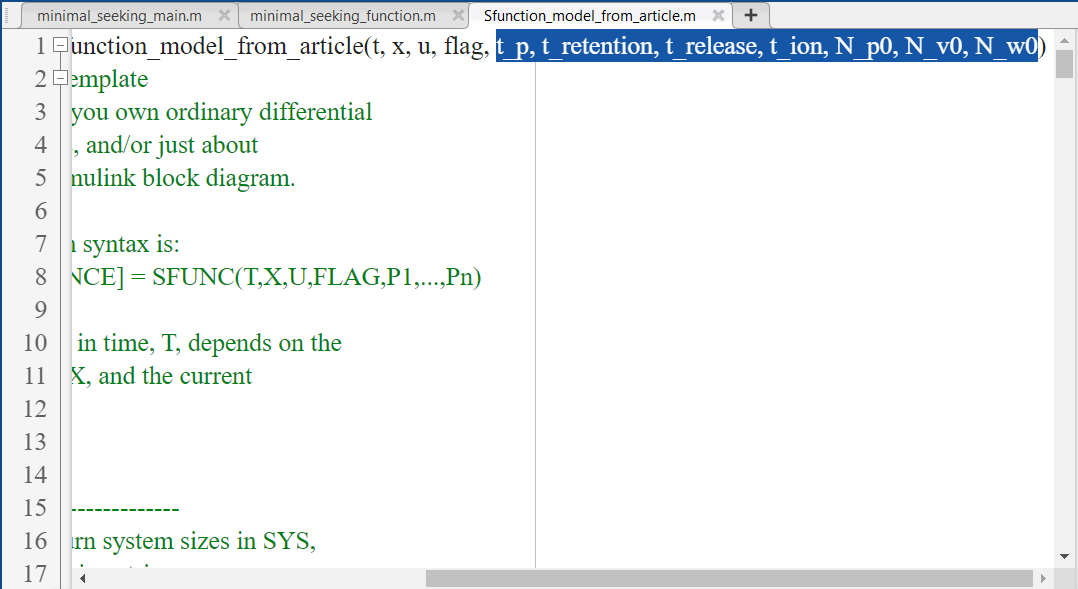 minimal_seeking_main.m minimal_seeking_function.m Sfunction_model_from_article.m
1 unction_model_from_article(t, x, u, flag, t_p, t_retention, t_release, t_ion, N_p0, N_v0, N_w0)
2 emplate
3 you own ordinary differential
4 ., and/or just about
5 mulink block diagram.
6
7 n syntax is:
8 NCE] = SFUNC(T,X,U,FLAG,P1,...,Pn)
9
10 in time, T, depends on the
11 X, and the current
12
13
14
15 -------------
16 urn system sizes in SYS,
17